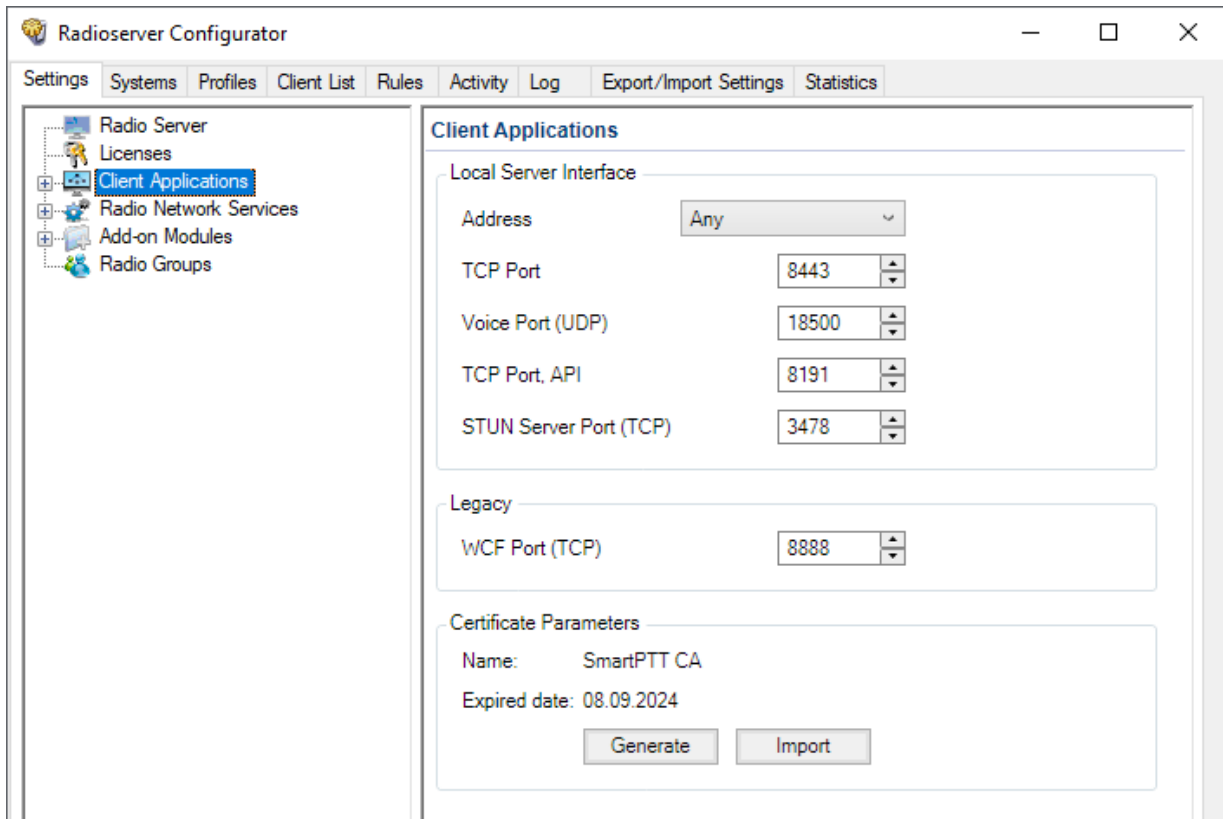 Radioserver Configurator
Settings Systems Profiles Client List Rules Activity Log Export/Import Settings Statistics
Radio Server
Licenses
Client Applications
Radio Network Services
Add-on Modules
Radio Groups
Client Applications
Local Server Interface
Address Any
TCP Port 8443
Voice Port (UDP) 18500
TCP Port, API 8191
STUN Server Port (TCP) 3478
Legacy
WCF Port (TCP) 8888
Certificate Parameters
Name: SmartPTT CA
Expired date: 08.09.2024
Generate Import